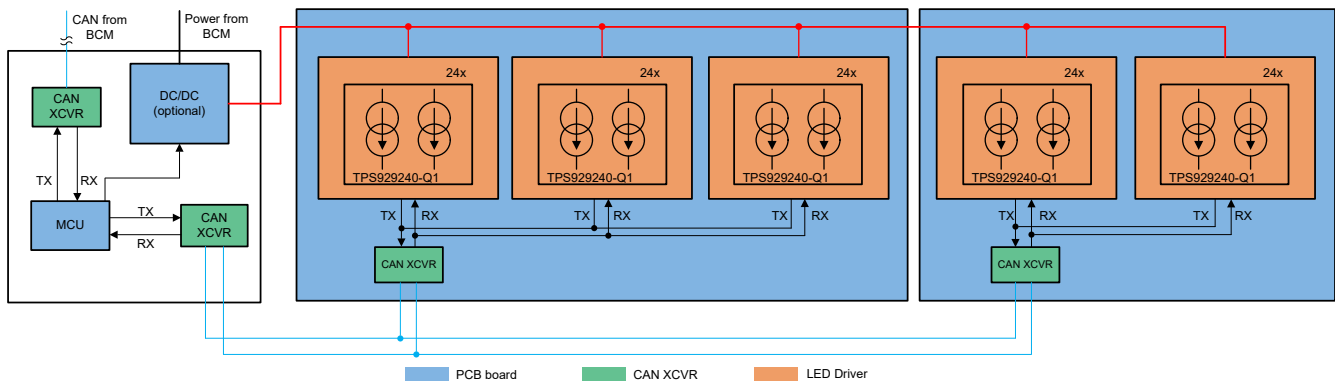 CAN from
BCM
Power from
BCM
CAN
XCVR
DC/DC
(optional)
TX
RX
MCU
TX
RX
CAN
XCVR
24x
TPS929240-Q1
24x
TPS929240-Q1
24x
TPS929240-Q1
TX
RX
TX
RX
TX
RX
CAN XCVR
24x
TPS929240-Q1
24x
TPS929240-Q1
TX
RX
TX
RX
CAN XCVR
PCB board
CAN XCVR
LED Driver